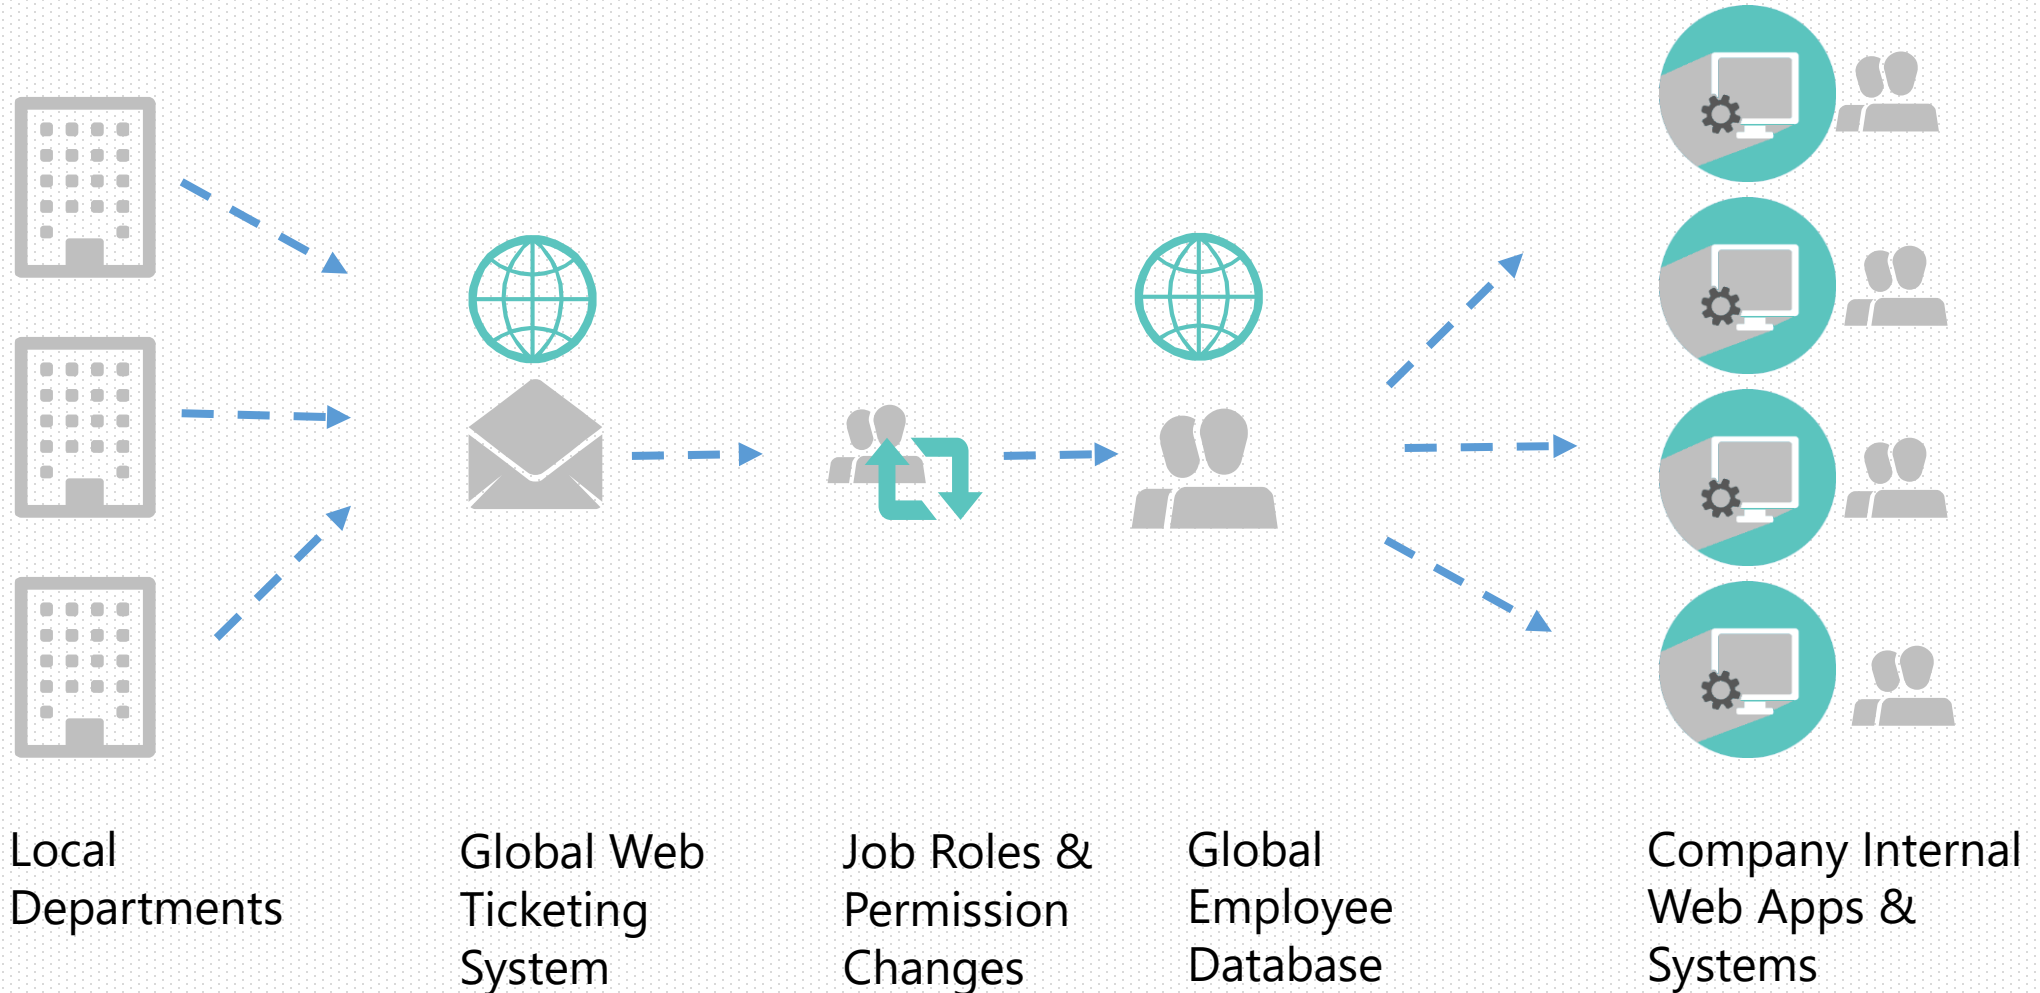 Local
Departments
Global Web
Ticketing
System
Job Roles &
Permission
Changes
Global
Employee
Database
Company Internal
Web Apps &
Systems